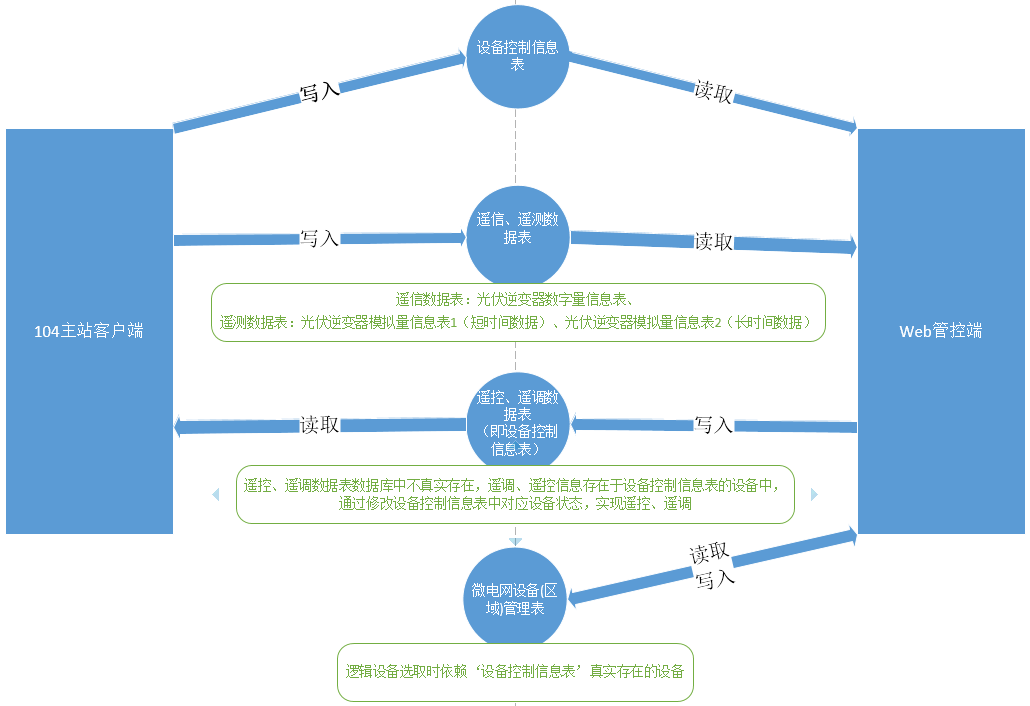 设备控制信息
表
写入
读取
遥信、遥测数
据表
写入
读取
遥信数据表：光伏逆变器数字量信息表、
遥测数据表：光伏逆变器模拟量信息表1（短时间数据）、光伏逆变器模拟量信息表2（长时间数据）
104主站客户端
Web管控端
遥控、遥调数
据表
（即设备控制
信息表）
读取
写入
遥控、遥调数据表数据库中不真实存在，遥调、遥控信息存在于设备控制信息表的设备中，
通过修改设备控制信息表中对应设备状态，实现遥控、遥调
读取
写入
微电网设备(区
域)管理表
逻辑设备选取时依赖‘设备控制信息表’真实存在的设备